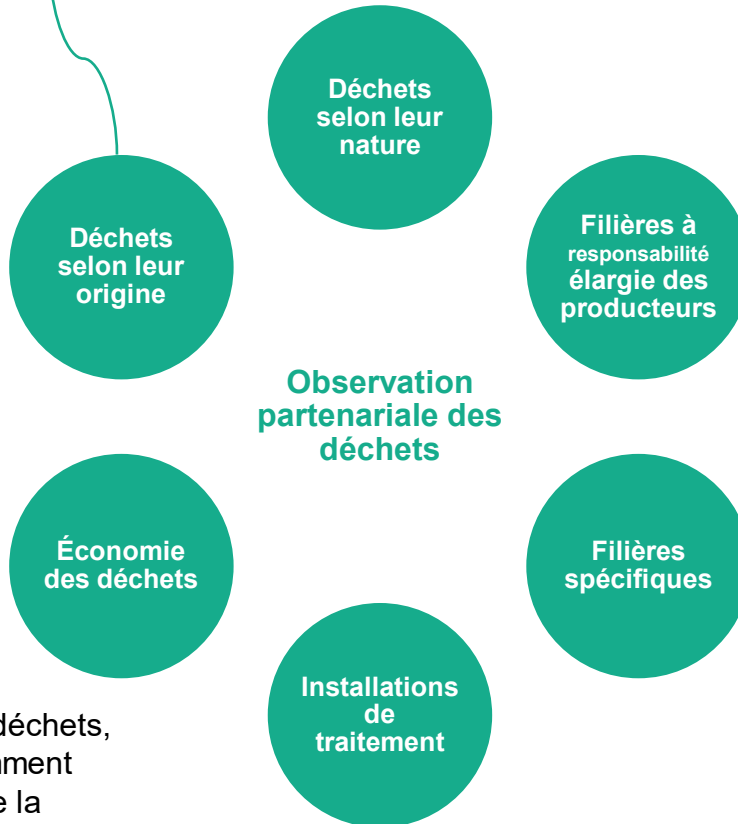 Déchets
selon leur
nature
Déchets
selon leur
origine
Filières à
responsabilité
élargie des
producteurs
Observation
partenariale des
déchets
Économie
des déchets
Filières
spécifiques
Installations
de
traitement
déchets,
la